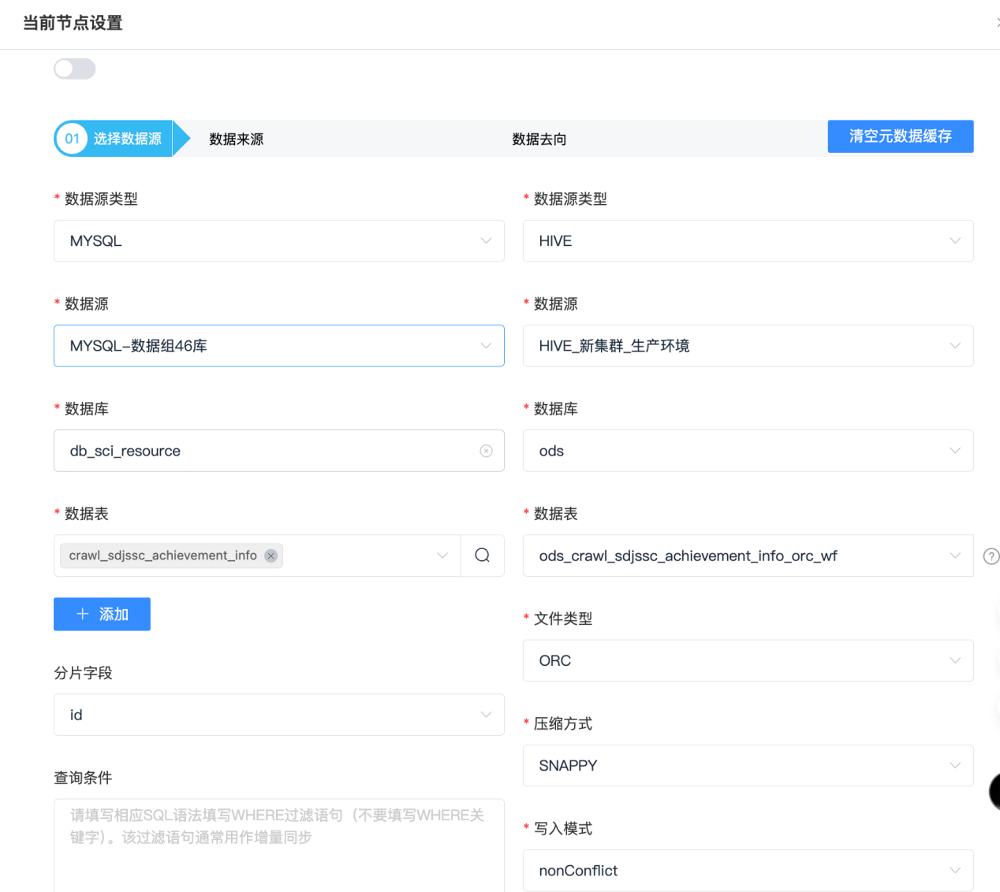 当前节点设置
01 选择数据源
数据来源
数据去向
清空元数据缓存
* 数据源类型
MYSQL
* 数据源
MYSQL-数据组46库
* 数据库
db_sci_resource
* 数据表
crawl_sdjssc_achievement_info
添加
分片字段
id
查询条件
请填写相应SQL语法填写WHERE过滤语句（不要填写WHERE关
键字）。该过滤语句通常用作增量同步
* 数据源类型
HIVE
* 数据源
HIVE_新集群_生产环境
* 数据库
ods
* 数据表
ods_crawl_sdjssc_achievement_info_orc_wf
?
* 文件类型
ORC
* 压缩方式
SNAPPY
* 写入模式
nonConflict